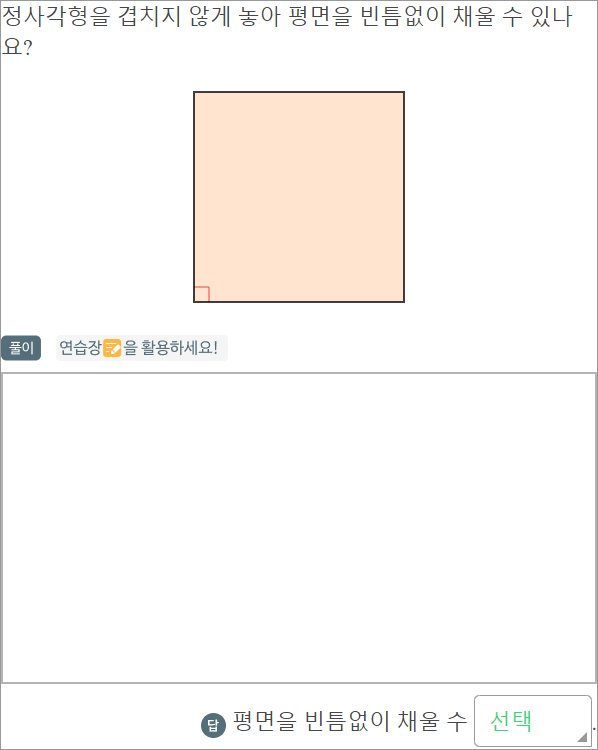 정사각형을 겹치지 않게 놓아 평면을 빈틈없이 채울 수 있나
요?
풀이 연습장을 활용하세요!
답 평면을 빈틈없이 채울 수 선택.